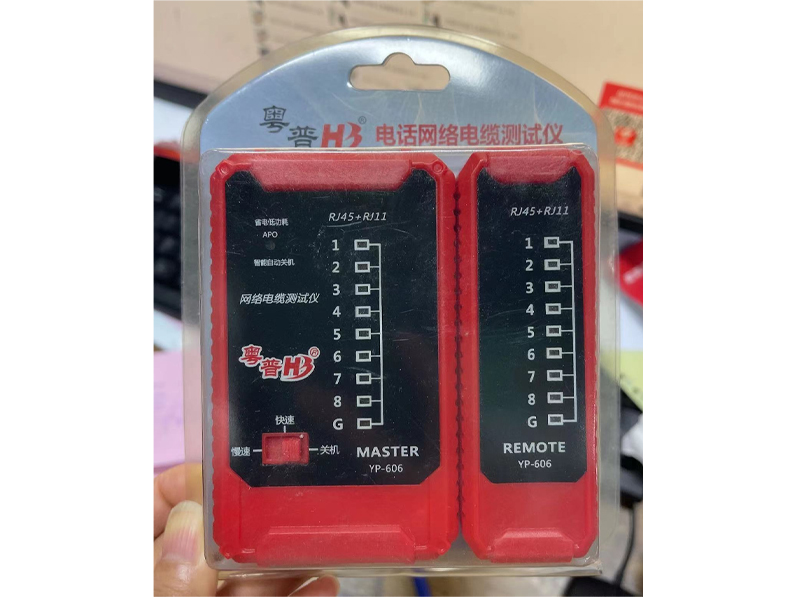 粤普HB® 电话网络电缆测试仪
省电低功耗
APO
智能自动关机
网络电缆测试仪
粤普HB®
快速
慢速 关机
RJ45+RJ11
1
2
3
4
5
6
7
8
G
MASTER
YP-606
RJ45+RJ11
1
2
3
4
5
6
7
8
G
REMOTE
YP-606